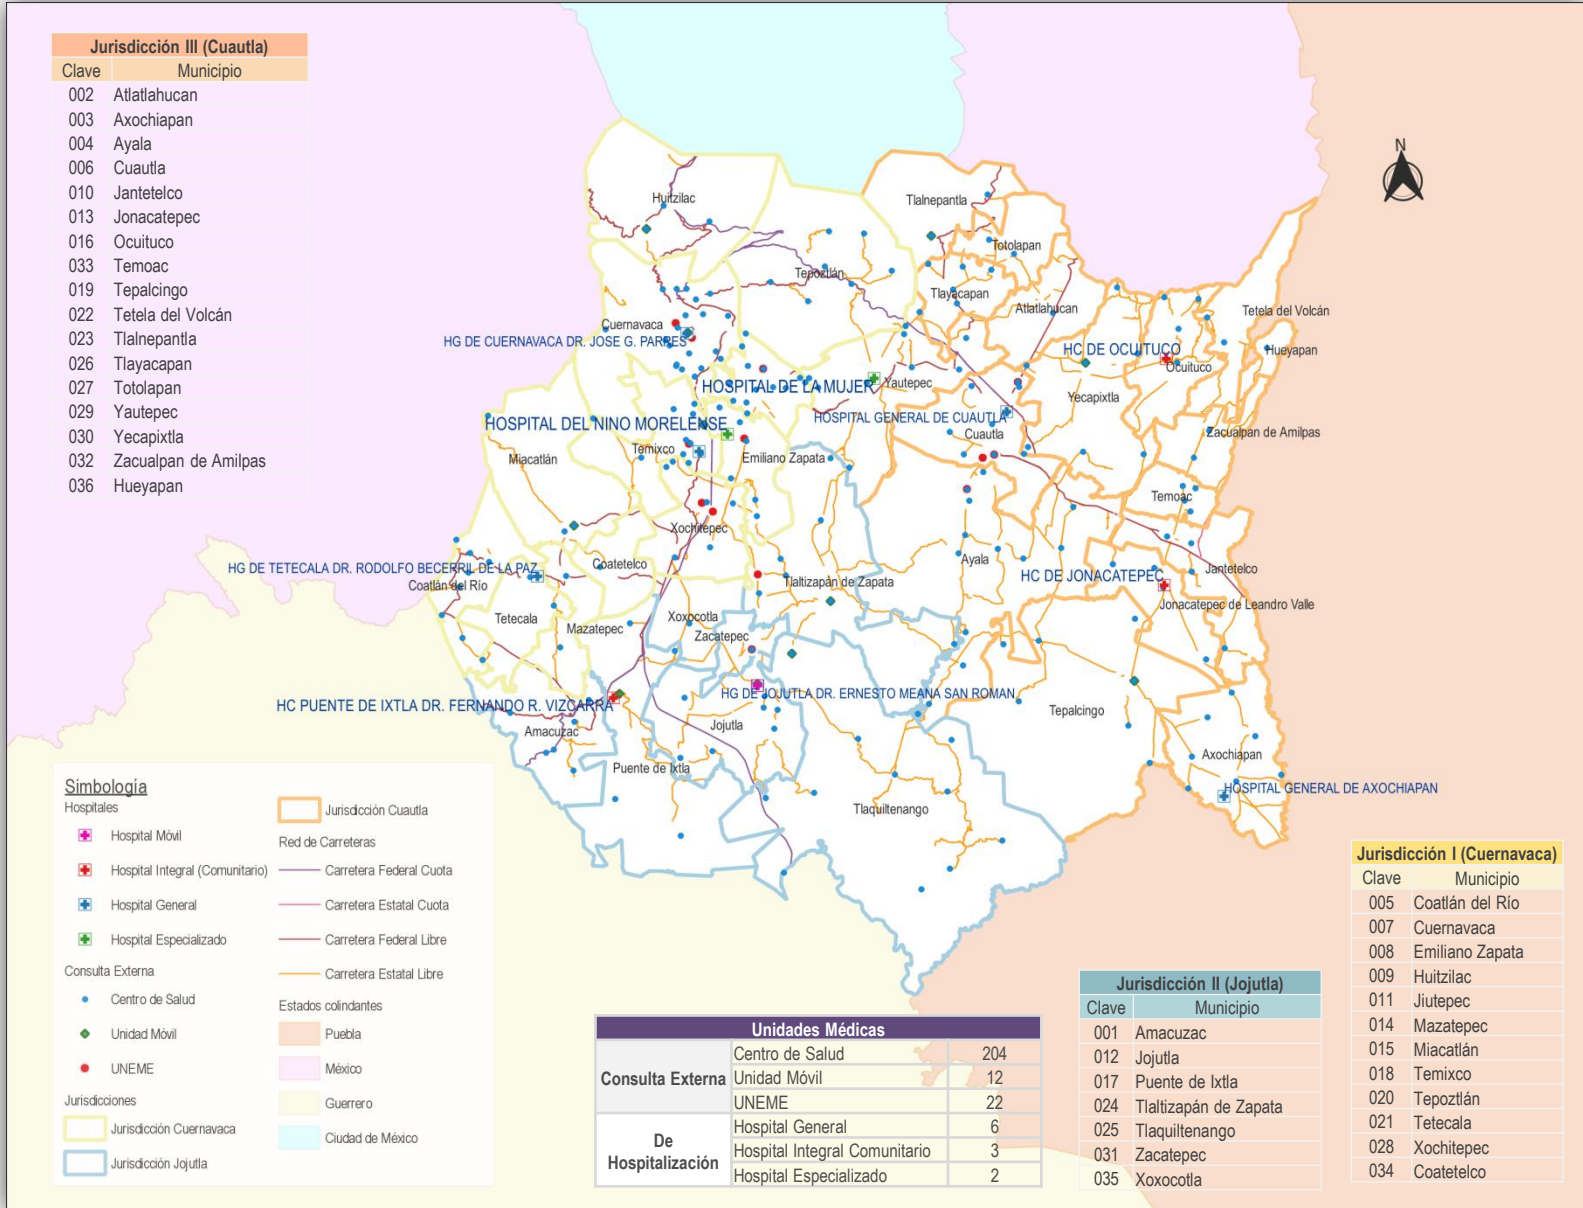 Jurisdicción III (Cuautla)
Clave Municipio
002 Atlatlahucan
003 Axochiapan
004 Ayala
006 Cuautla
010 Jantetelco
013 Jonacatepec
016 Ocuituco
033 Temoac
019 Tepalcingo
022 Tetela del Volcán
023 Tlalnepantla
026 Tlayacapan
027 Totolapan
029 Yautepec
030 Yecapixtla
032 Zacualpan de Amilpas
036 Hueyapan
N
Huitzilac
Tlalnepantla
Totolapan
Tepoztlán
Tlayacapan
Atlatlahucan
Tetela del Volcán
Cuernavaca
HG DE CUERNAVACA DR. JOSE G. PARRES
HC DE OCUITUCO
Hueyapan
Ocuituco
HOSPITAL DE LA MUJER
Yautepec
Yecapixtla
HOSPITAL GENERAL DE CUAUTLA
HOSPITAL DEL NINO MORELENSE
Cuautla
Zacualpan de Amilpas
Temixco
Miacatlán
Emiliano Zapata
Temoac
Xochitepec
Ayala
Coatetelco
HG DE TETECALA DR. RODOLFO BECERRIL DE LA PAZ
Jantetelco
HC DE JONACATEPEC
Tlaltizapán de Zapata
Coatlán del Río
Jonacatepec de Leandro Valle
Tetecala
Xoxocotla
Mazatepec
Zacatepec
HG DE JOJUTLA DR. ERNESTO MEANA SAN ROMAN
HC PUENTE DE IXTLA DR. FERNANDO R. VIZCARRA
Tepalcingo
Jojutla
Amacuzac
Axochiapan
Puente de Ixtla
HOSPITAL GENERAL DE AXOCHIAPAN
Tlaquiltenango
Simbología
Hospitales
Hospital Móvil
Hospital Integral (Comunitario)
Hospital General
Hospital Especializado
Consulta Externa
Centro de Salud
Unidad Móvil
UNEME
Jurisdicciones
Jurisdicción Cuernavaca
Jurisdicción Jojutla
Jurisdicción Cuautla
Red de Carreteras
Carretera Federal Cuota
Carretera Estatal Cuota
Carretera Federal Libre
Carretera Estatal Libre
Estados colindantes
Puebla
México
Guerrero
Ciudad de México
Unidades Médicas
Consulta Externa
Centro de Salud 204
Unidad Móvil 12
UNEME 22
De
Hospitalización
Hospital General 6
Hospital Integral Comunitario 3
Hospital Especializado 2
Jurisdicción II (Jojutla)
Clave Municipio
001 Amacuzac
012 Jojutla
017 Puente de Ixtla
024 Tlaltizapán de Zapata
025 Tlaquiltenango
031 Zacatepec
035 Xoxocotla
Jurisdicción I (Cuernavaca)
Clave Municipio
005 Coatlán del Río
007 Cuernavaca
008 Emiliano Zapata
009 Huitzilac
011 Jiutepec
014 Mazatepec
015 Miacatlán
018 Temixco
020 Tepoztlán
021 Tetecala
028 Xochitepec
034 Coatetelco